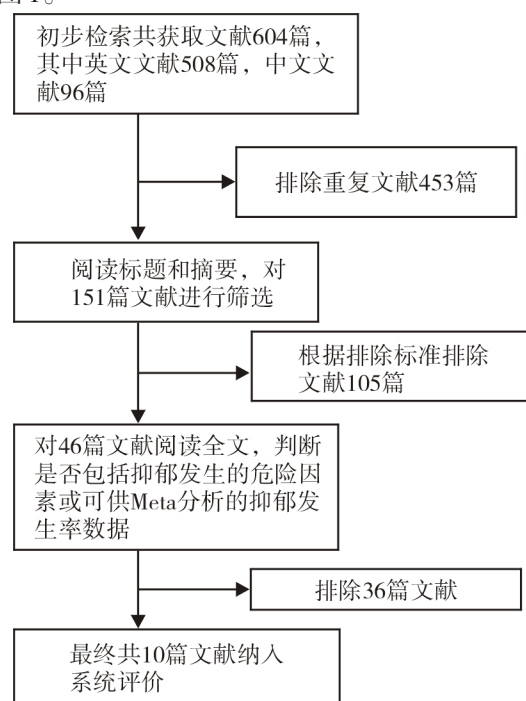 初步检索共获取文献604篇，
其中英文文献508篇，中文文
献96篇
排除重复文献453篇
阅读标题和摘要，对
151篇文献进行筛选
根据排除标准排除
文献105篇
对46篇文献阅读全文，判断
是否包括抑郁发生的危险因
素或可供Meta分析的抑郁发
生率数据
排除36篇文献
最终共10篇文献纳入
系统评价